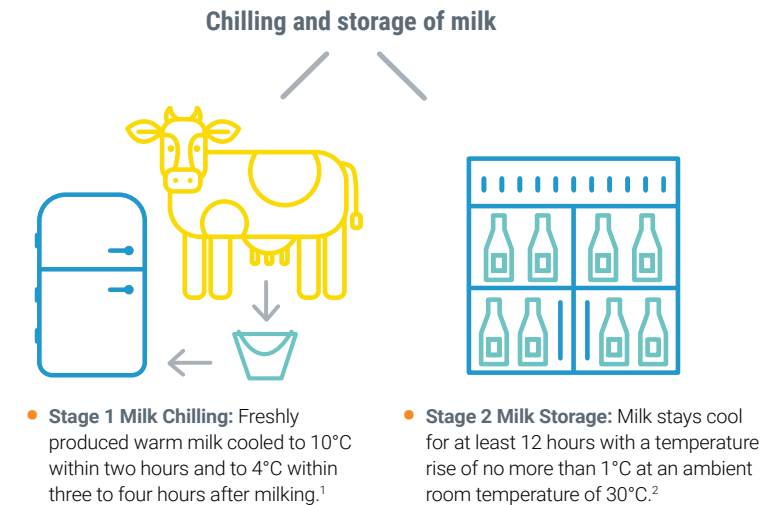 Chilling and storage of milk
• Stage 1 Milk Chilling: Freshly
produced warm milk cooled to 10°C
within two hours and to 4°C within
three to four hours after milking.¹
• Stage 2 Milk Storage: Milk stays cool
for at least 12 hours with a temperature
rise of no more than 1°C at an ambient
room temperature of 30°C.²